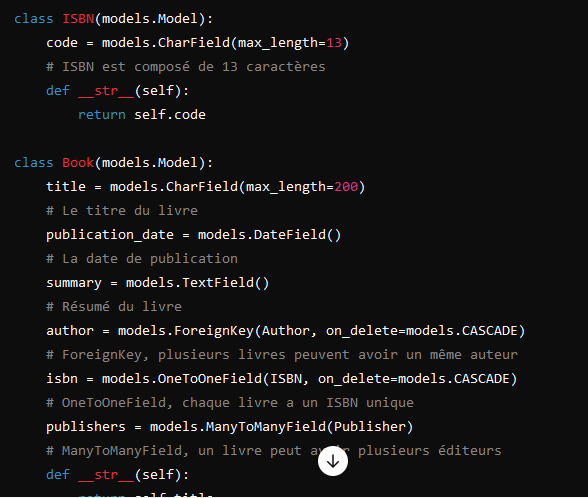 class ISBN(models.Model):
    code = models.CharField(max_length=13)
    # ISBN est composé de 13 caractères
    def __str__(self):
        return self.code

class Book(models.Model):
    title = models.CharField(max_length=200)
    # Le titre du livre
    publication_date = models.DateField()
    # La date de publication
    summary = models.TextField()
    # Résumé du livre
    author = models.ForeignKey(Author, on_delete=models.CASCADE)
    # ForeignKey, plusieurs livres peuvent avoir un même auteur
    isbn = models.OneToOneField(ISBN, on_delete=models.CASCADE)
    # OneToOneField, chaque livre a un ISBN unique
    publishers = models.ManyToManyField(Publisher)
    # ManyToManyField, un livre peut avoir plusieurs éditeurs
    def __str__(self):
        return self.title